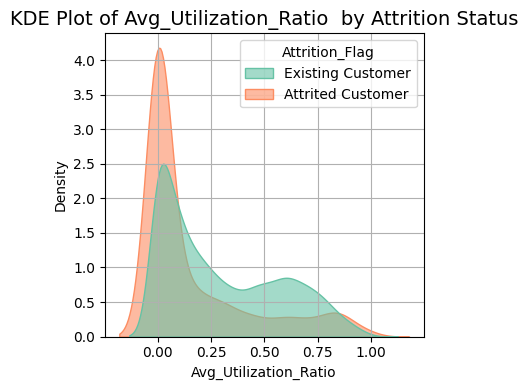 KDE Plot of Avg_Utilization_Ratio  by Attrition Status
Attrition_Flag
Existing Customer
Attrited Customer
Density
4.0
3.5
3.0
2.5
2.0
1.5
1.0
0.5
0.0
0.00 0.25 0.50 0.75 1.00
Avg_Utilization_Ratio